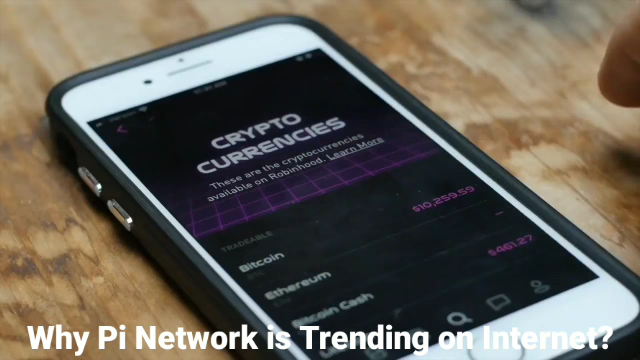 CRYPTO
CURRENCIES
These are the cryptocurrencies
available on Robinhood. Learn More
TRADEABLE
Bitcoin
$10,259.59
Ethereum
$461.27
Bitcoin Cash
Why Pi Network is Trending on Internet?